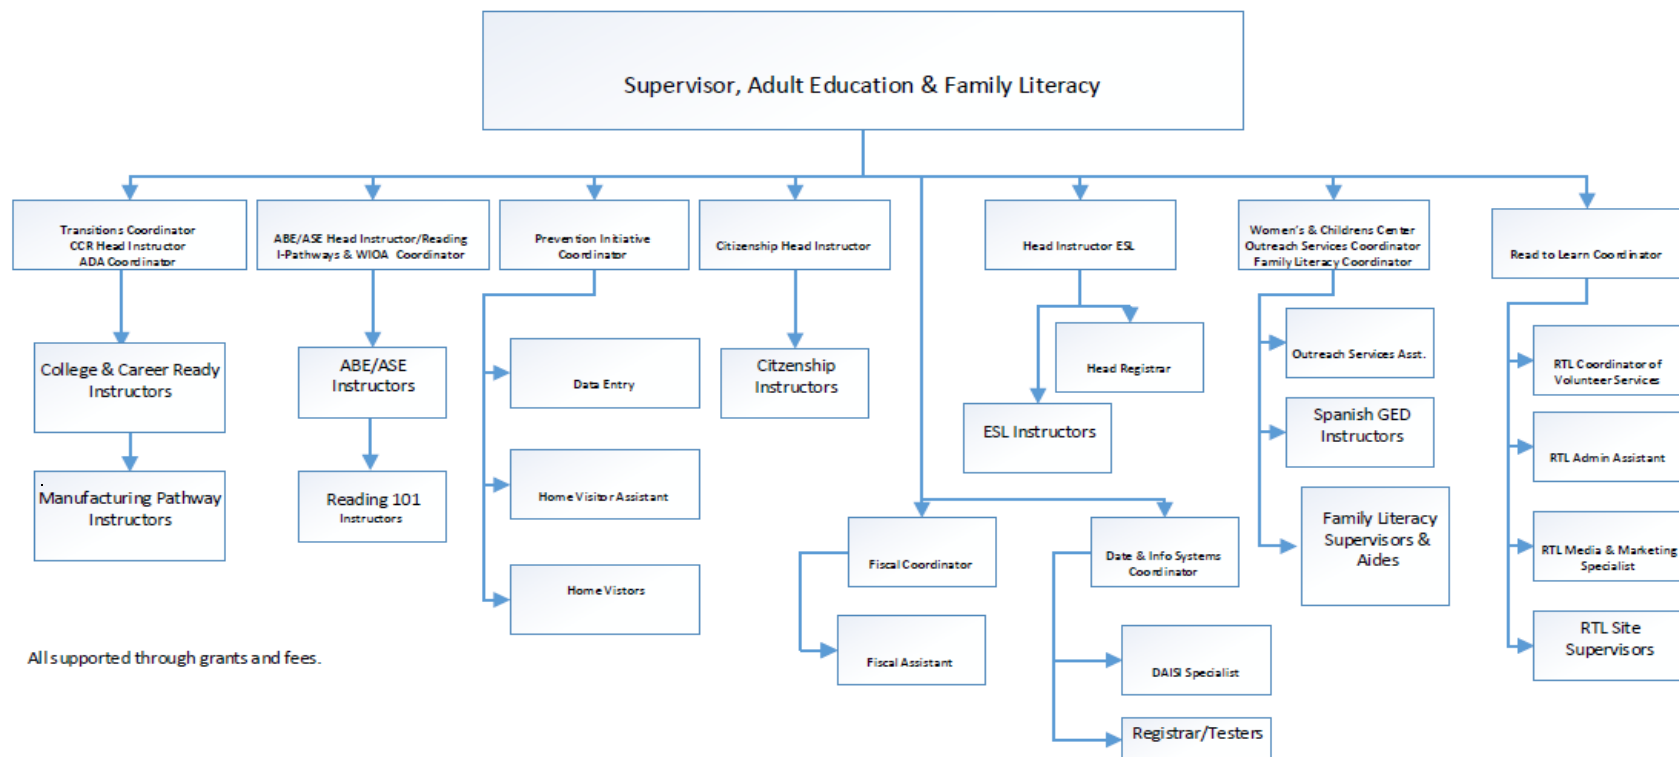 Supervisor, Adult Education & Family Literacy
Transitions Coordinator
CCR Head Instructor
ADA Coordinator
ABE/ASE Head Instructor/Reading
I-Pathways & WIOA Coordinator
Prevention Initiative
Coordinator
Citizenship Head Instructor
Head Instructor ESL
Women's & Childrens Center
Outreach Services Coordinator
Family Literacy Coordinator
Read to Learn Coordinator
College & Career Ready
Instructors
Manufacturing Pathway
Instructors
ABE/ASE
Instructors
Reading 101
Instructors
Data Entry
Home Visitor Assistant
Home Vistors
Citzenship
Instructors
Head Registrar
ESL Instructors
Fiscal Coordinator
Fiscal Assistant
Date & Info Systems
Coordinator
DAISI Specialist
Registrar/Testers
Outreach Services Asst.
Spanish GED
Instructors
Family Literacy
Supervisors &
Aides
RTL Coordinator of
Volunteer Services
RTL Admin Assistant
RTL Media & Marketing
Specialist
RTL Site
Supervisors
All supported through grants and fees.